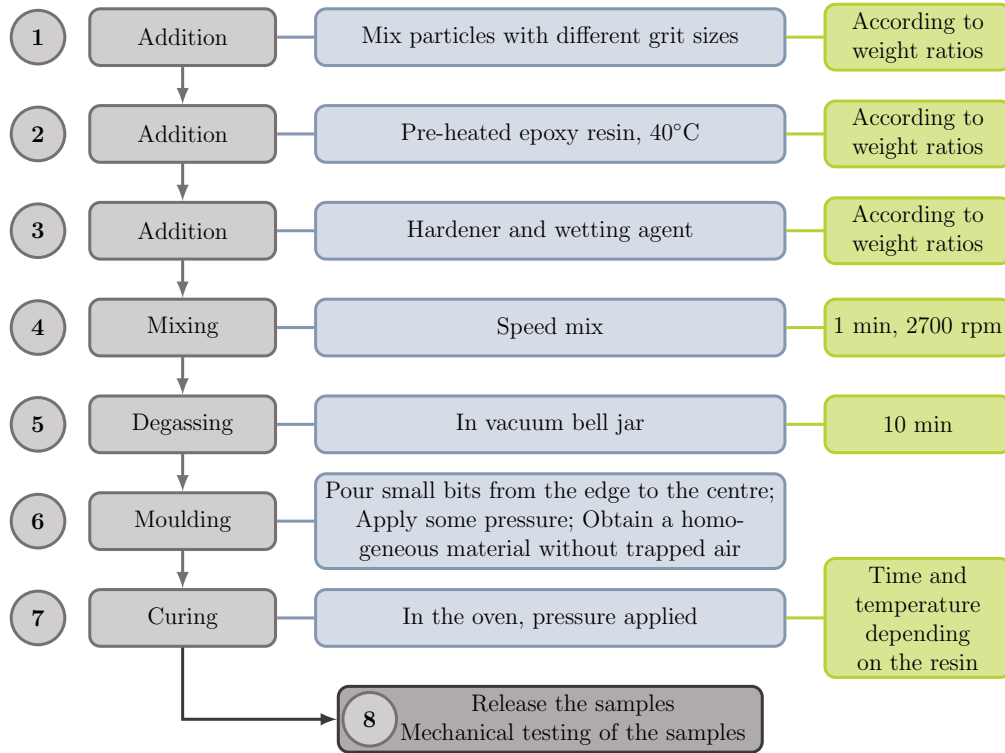 1
Addition
Mix particles with different grit sizes
According to
weight ratios
2
Addition
Pre-heated epoxy resin, 40°C
According to
weight ratios
3
Addition
Hardener and wetting agent
According to
weight ratios
4
Mixing
Speed mix
1 min, 2700 rpm
5
Degassing
In vacuum bell jar
10 min
6
Moulding
Pour small bits from the edge to the centre;
Apply some pressure; Obtain a homo-
geneous material without trapped air
7
Curing
In the oven, pressure applied
Time and
temperature
depending
on the resin
8
Release the samples
Mechanical testing of the samples